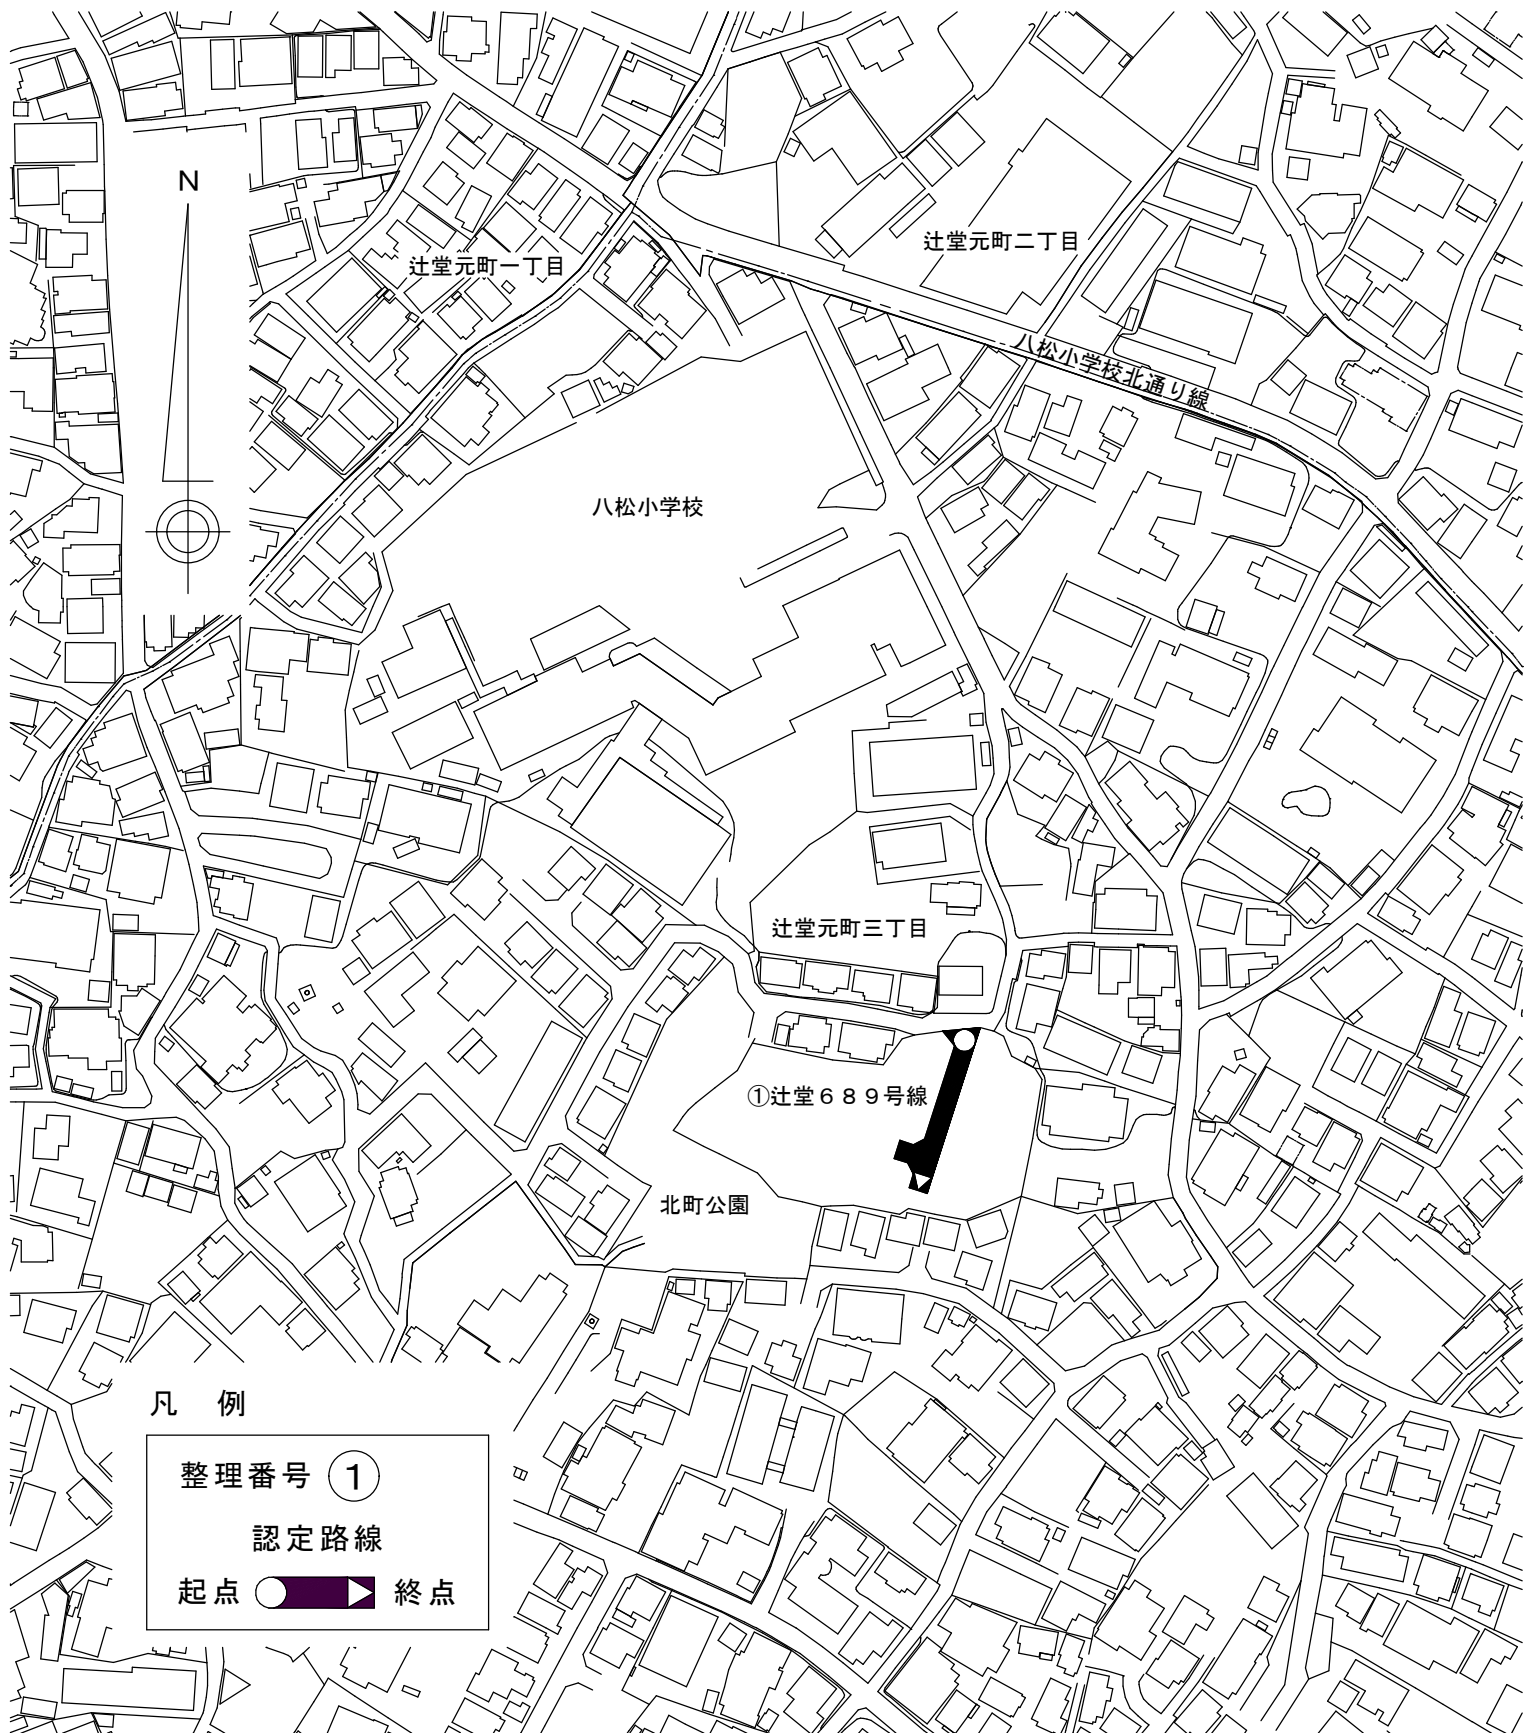 N
辻堂元町二丁目
辻堂元町一丁目
八松小学校北通り線
八松小学校
辻堂元町三丁目
①辻堂６８９号線
北町公園
凡 例
整理番号 ①
認定路線
起点 終点